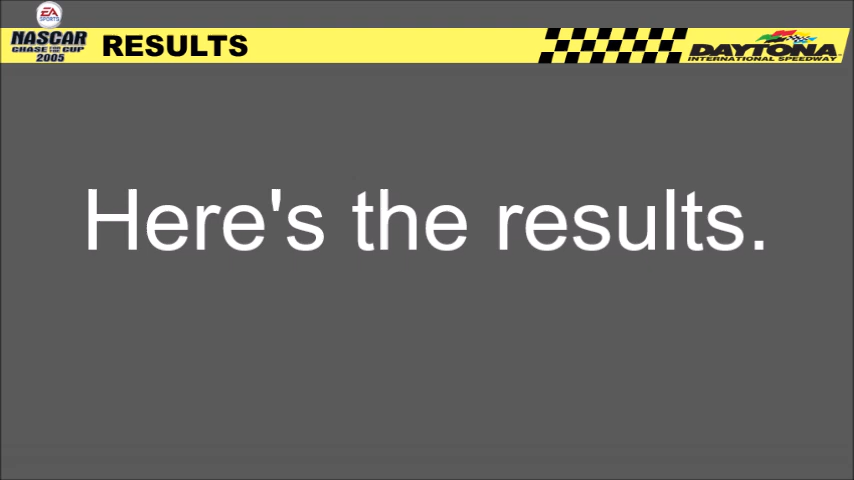 EA
SPORTS
NASCAR
CHASE FOR THE CUP
2005
RESULTS
DAYTONA
INTERNATIONAL SPEEDWAY
Here's the results.